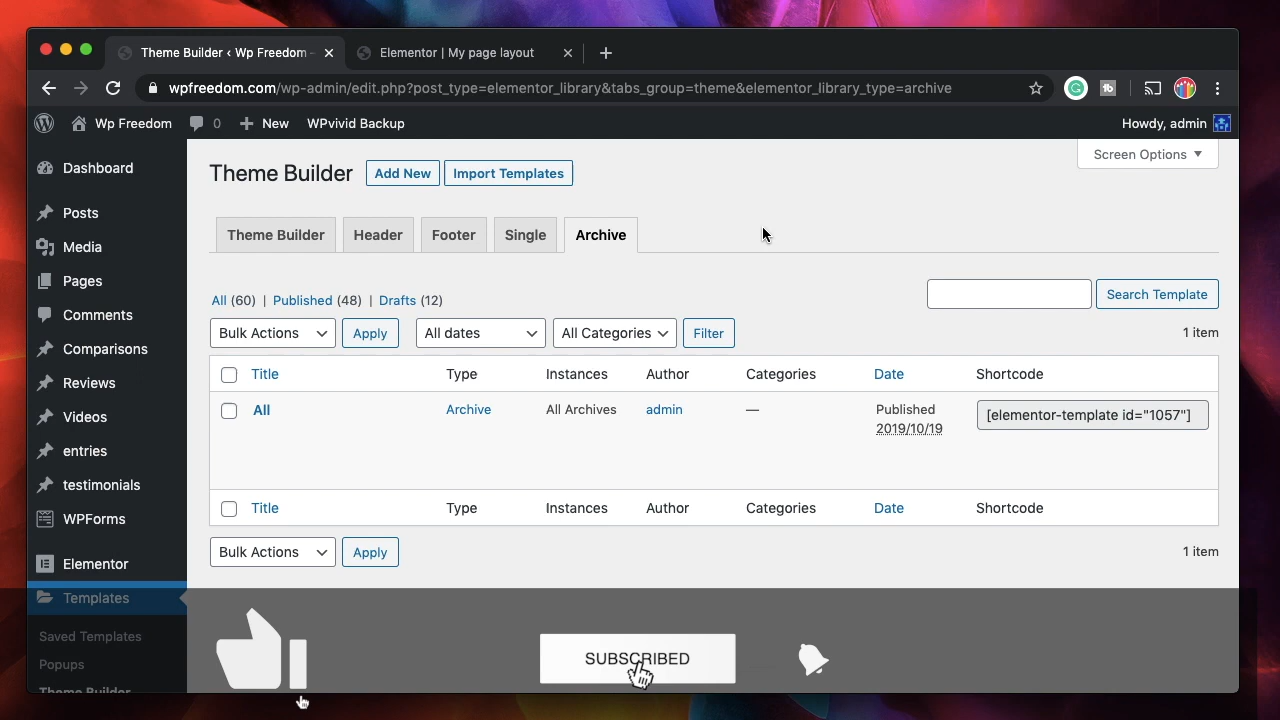 Theme Builder ‹ Wp Freedom -
Elementor | My page layout
wpfreedom.com/wp-admin/edit.php?post_type=elementor_library&tabs_group=theme&elementor_library_type=archive
Wp Freedom
0
New
WPvivid Backup
Howdy, admin
Screen Options
Dashboard
Posts
Media
Pages
Comments
Comparisons
Reviews
Videos
entries
testimonials
WPForms
Elementor
Templates
Saved Templates
Popups
Theme Builder
Theme Builder
Add New
Import Templates
Theme Builder
Header
Footer
Single
Archive
All (60) | Published (48) | Drafts (12)
Search Template
Bulk Actions
Apply
All dates
All Categories
Filter
1 item
Title
Type
Instances
Author
Categories
Date
Shortcode
All
Archive
All Archives
admin
—
Published
2019/10/19
[elementor-template id="1057"]
Title
Type
Instances
Author
Categories
Date
Shortcode
Bulk Actions
Apply
1 item
SUBSCRIBED